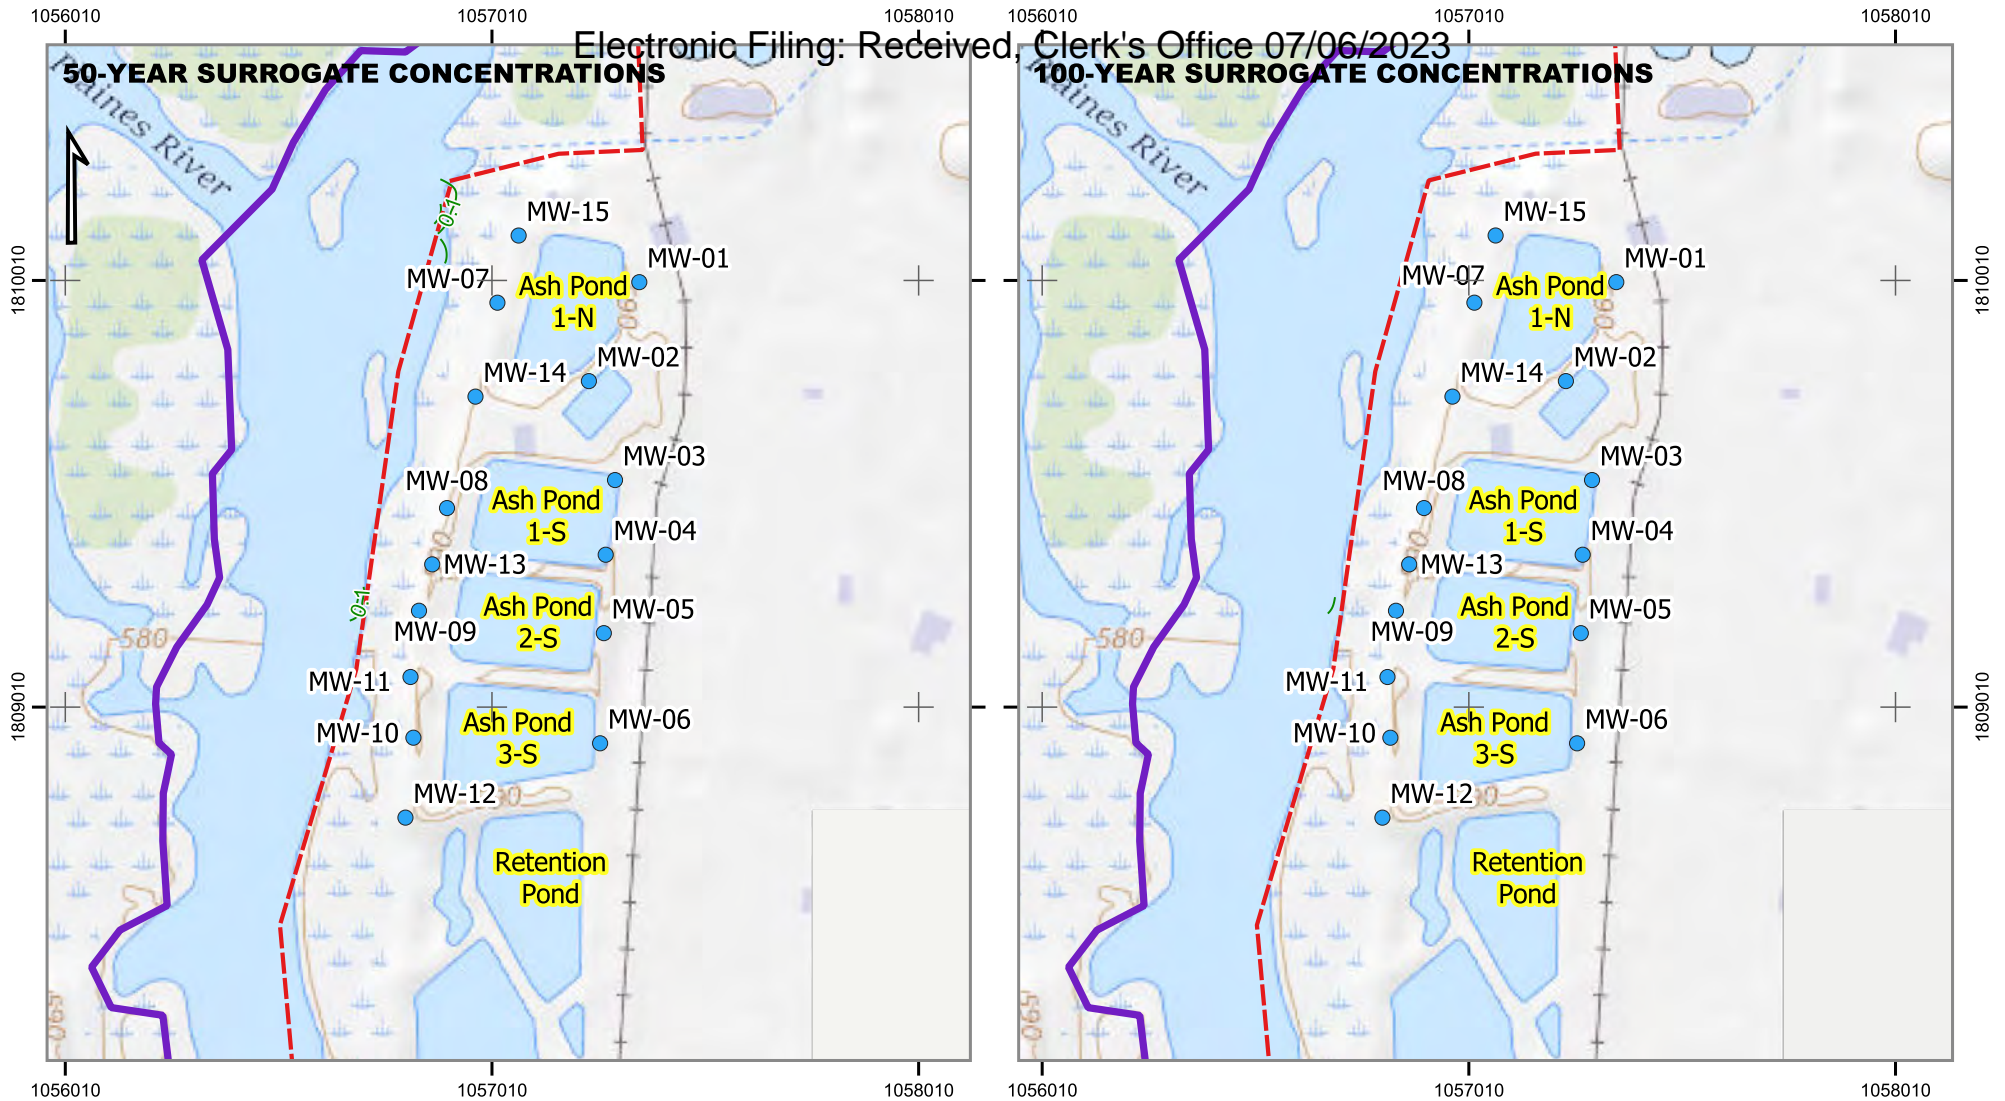 1056010 1057010 1058010 1056010 1057010 1058010
Electronic Filing: Received, Clerk's Office 07/06/2023
50-YEAR SURROGATE CONCENTRATIONS
Plaines River
0.1
MW-15
MW-01
MW-07
Ash Pond
1-N
90
MW-02
MW-14
MW-03
MW-08
Ash Pond
1-S
MW-04
MW-13
0.1
Ash Pond
2-S
MW-05
MW-09
580
MW-11
MW-10
Ash Pond
3-S
MW-06
MW-12
Retention
Pond
590
1810010
1809010
100-YEAR SURROGATE CONCENTRATIONS
Plaines River
MW-15
MW-01
MW-07
Ash Pond
1-N
90
MW-02
MW-14
MW-03
MW-08
Ash Pond
1-S
MW-04
MW-13
Ash Pond
2-S
MW-05
MW-09
580
MW-11
MW-10
Ash Pond
3-S
MW-06
MW-12
Retention
Pond
590
1810010
1809010
1056010 1057010 1058010 1056010 1057010 1058010